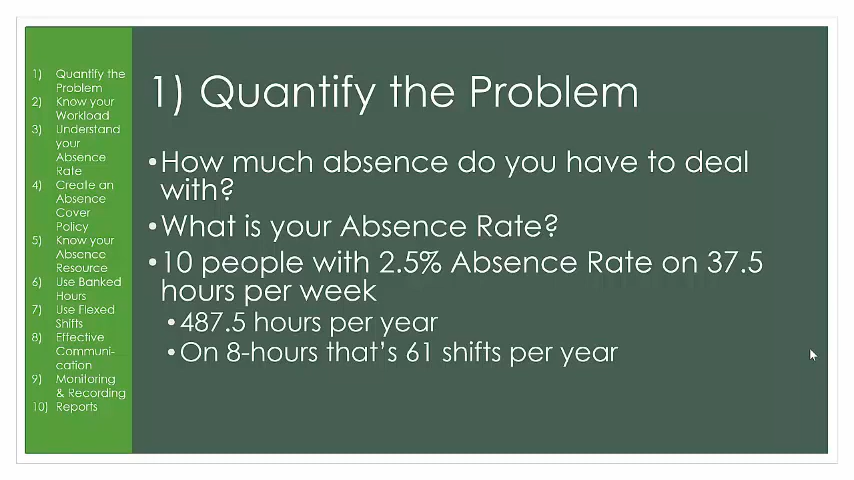 1) Quantify the
Problem
2) Know your
Workload
3) Understand
your
Absence
Rate
4) Create an
Absence
Cover
Policy
5) Know your
Absence
Resource
6) Use Banked
Hours
7) Use Flexed
Shifts
8) Effective
Communi-
cation
9) Monitoring
& Recording
10) Reports
1) Quantify the Problem
•How much absence do you have to deal
with?
•What is your Absence Rate?
•10 people with 2.5% Absence Rate on 37.5
hours per week
•487.5 hours per year
•On 8-hours that's 61 shifts per year